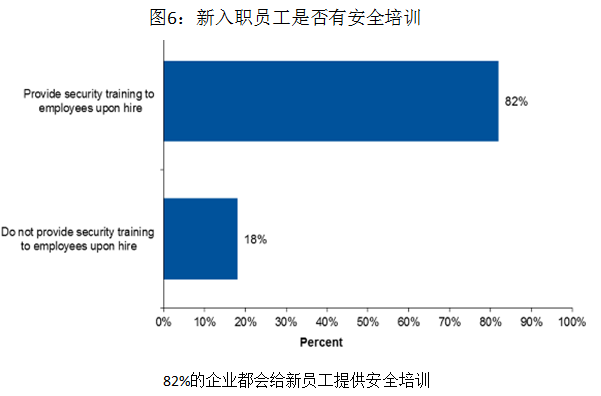 图6：新入职员工是否有安全培训
Provide security training to
employees upon hire
82%
Do not provide security training
to employees upon hire
18%
0% 10% 20% 30% 40% 50% 60% 70% 80% 90% 100%
Percent
82%的企业都会给新员工提供安全培训